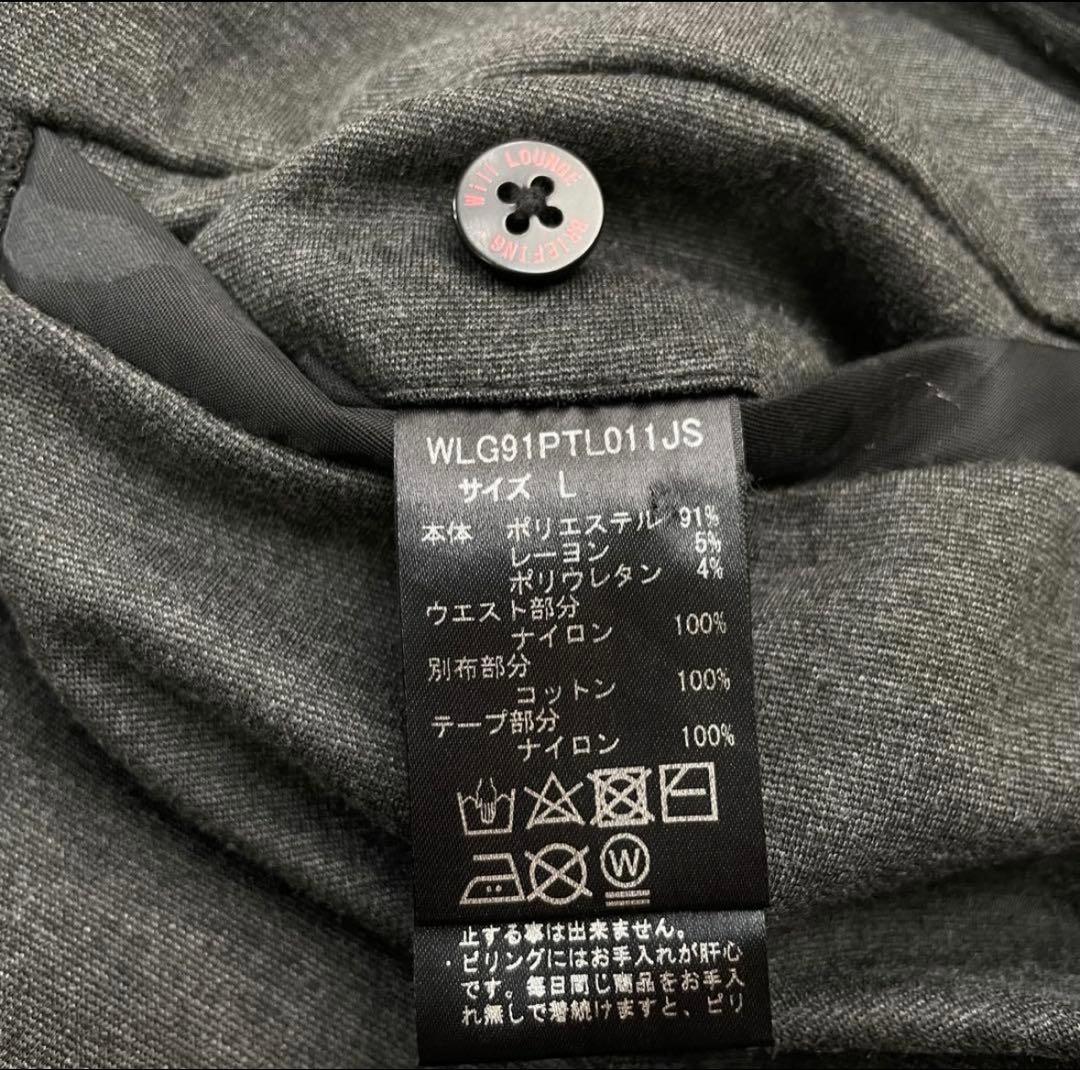 Will LOUNGE
BRIEFING
WLG91PTL011JS
サイズ L
本体 ポリエステル 91%
レーヨン 5%
ポリウレタン 4%
ウエスト部分
ナイロン 100%
別布部分
コットン 100%
テープ部分
ナイロン 100%
W
止する事は出来ません。
・ピリングにはお手入れが肝心
です。毎日同じ商品をお手入
れ無しで着続けますと、ピリ